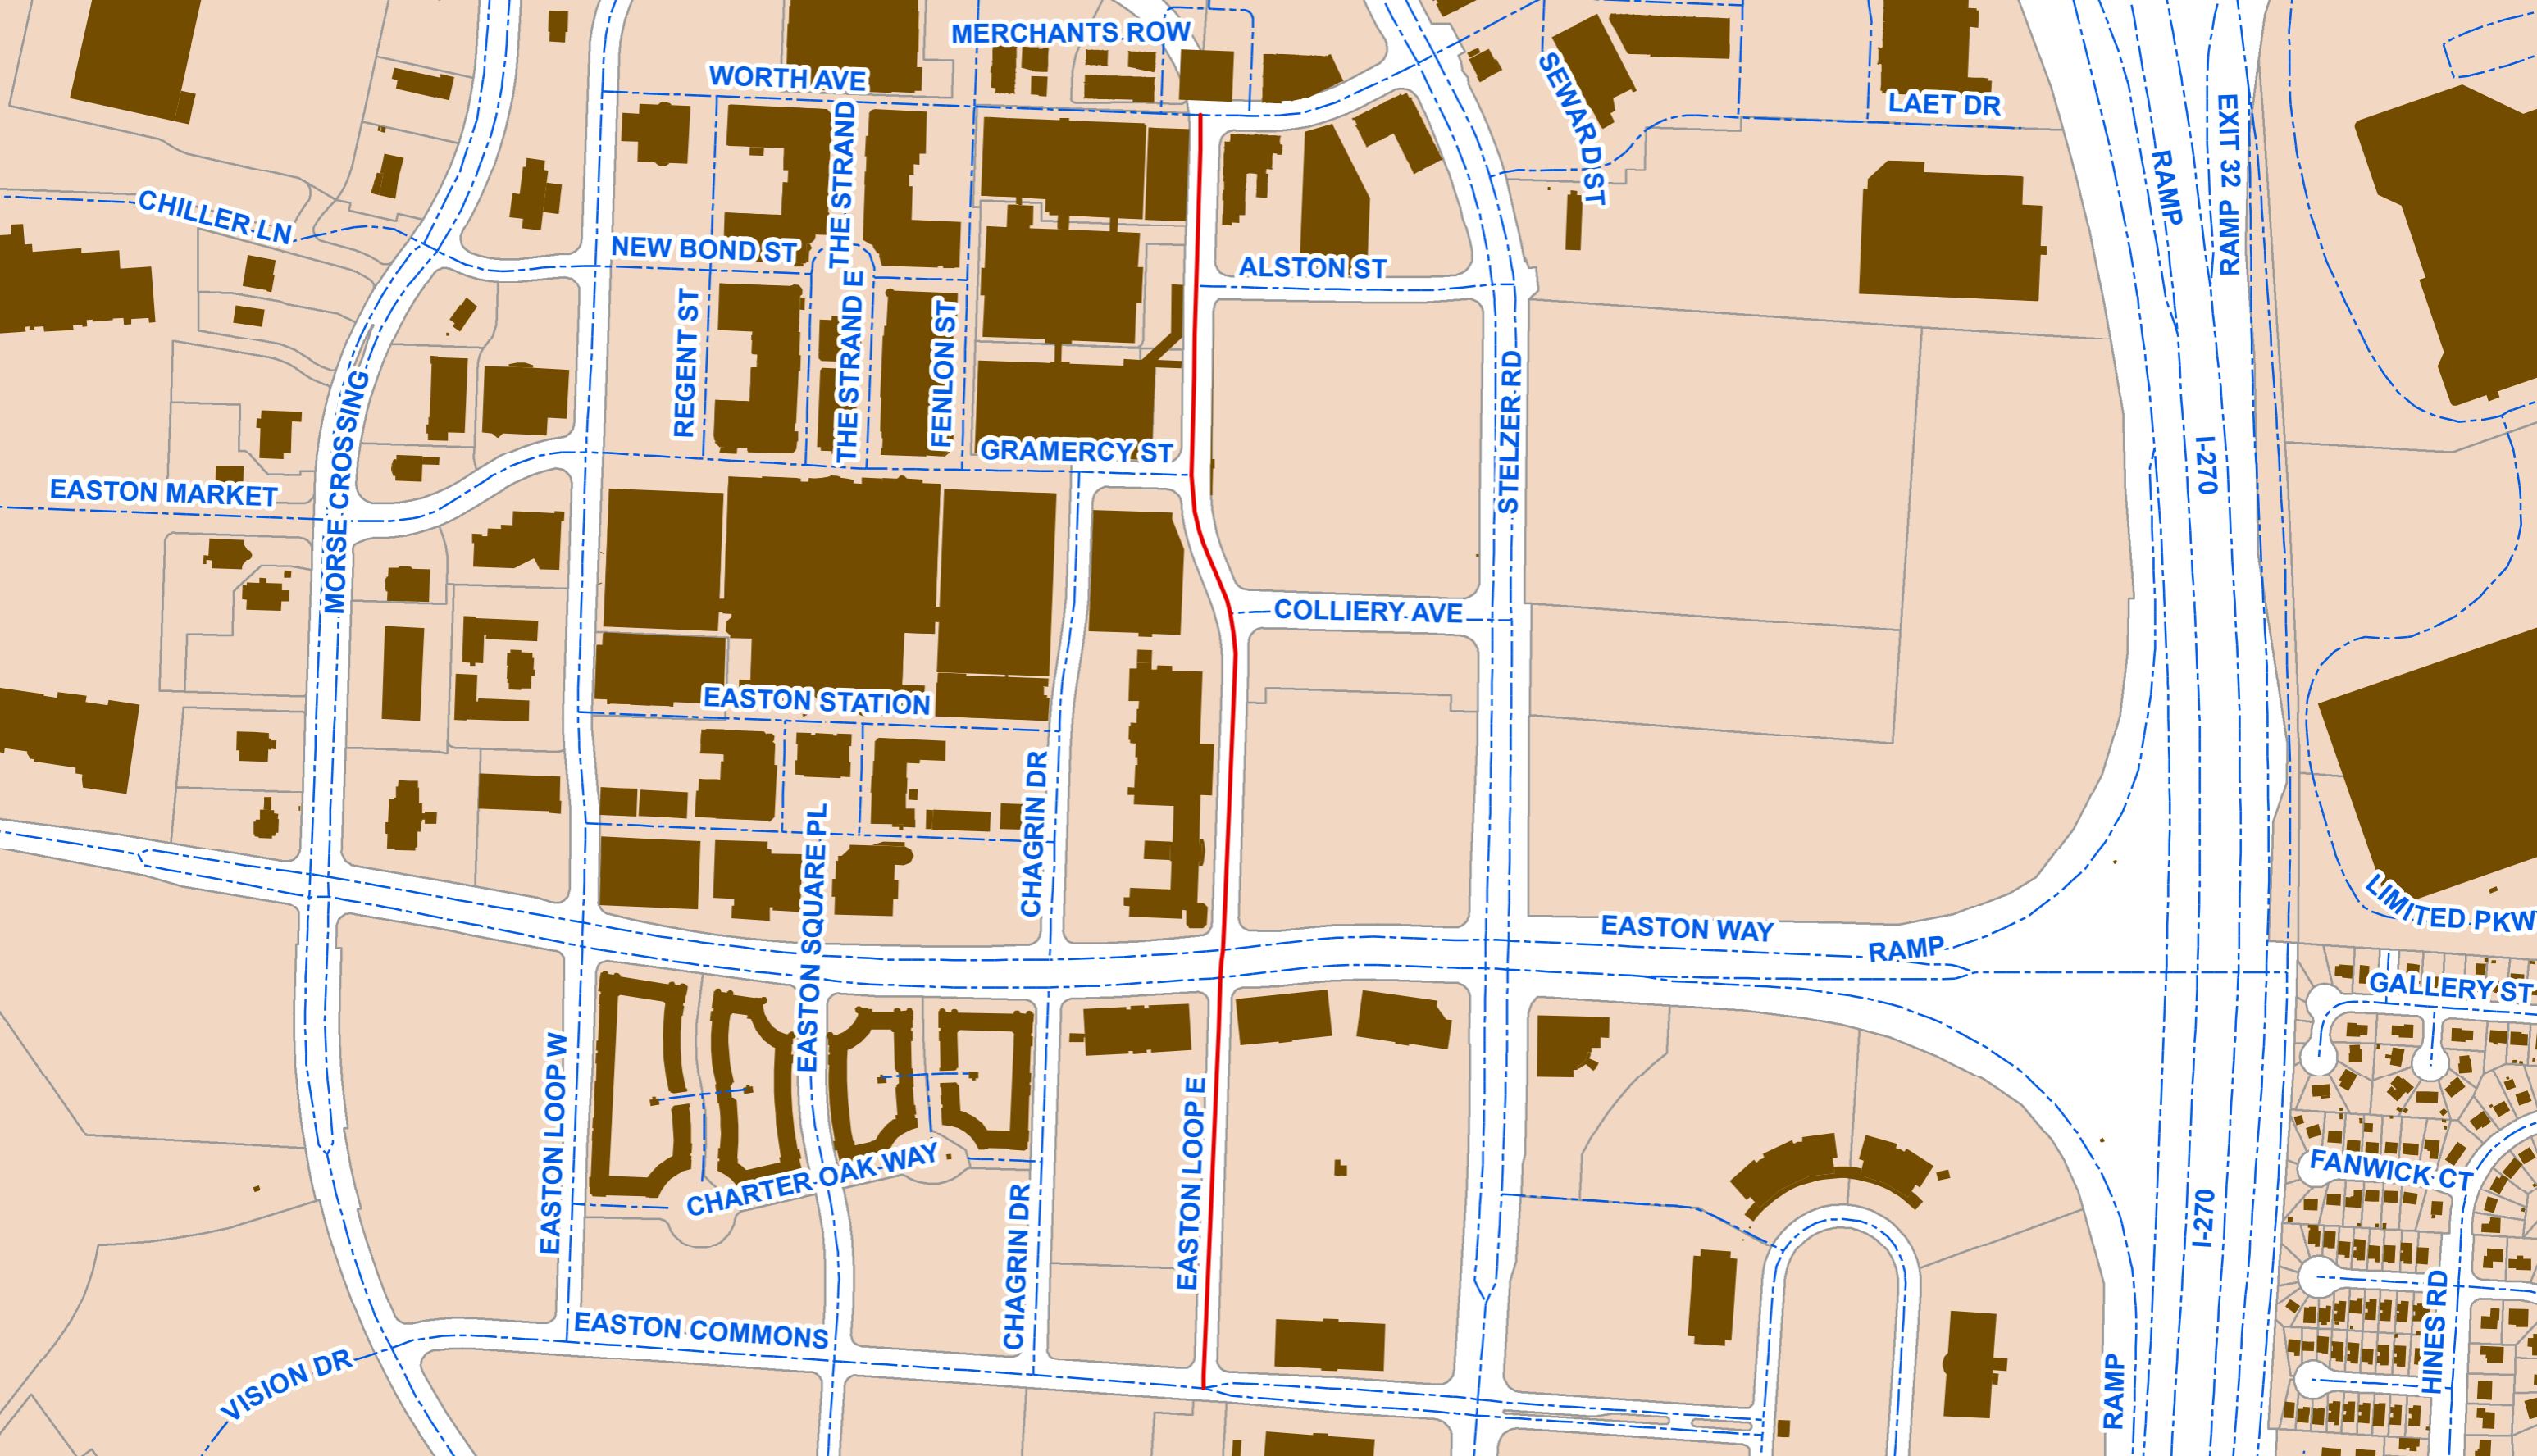 MERCHANTS ROW
WORTH AVE
SEWARD ST
LAET DR
EXIT 32 RAMP
RAMP
THE STRAND
CHILLER LN
NEW BOND ST
ALSTON ST
REGENT ST
THE STRAND E
FENLON ST
STELZER RD
MORSE CROSSING
GRAMERCY ST
I-270
EASTON MARKET
COLLIERY AVE
EASTON STATION
CHAGRIN DR
EASTON SQUARE PL
LIMITED PKWY
EASTON WAY
RAMP
GALLERY ST
EASTON LOOP W
EASTON LOOP E
CHARTER OAK WAY
FANWICK CT
CHAGRIN DR
I-270
EASTON COMMONS
HINES RD
VISION DR
RAMP